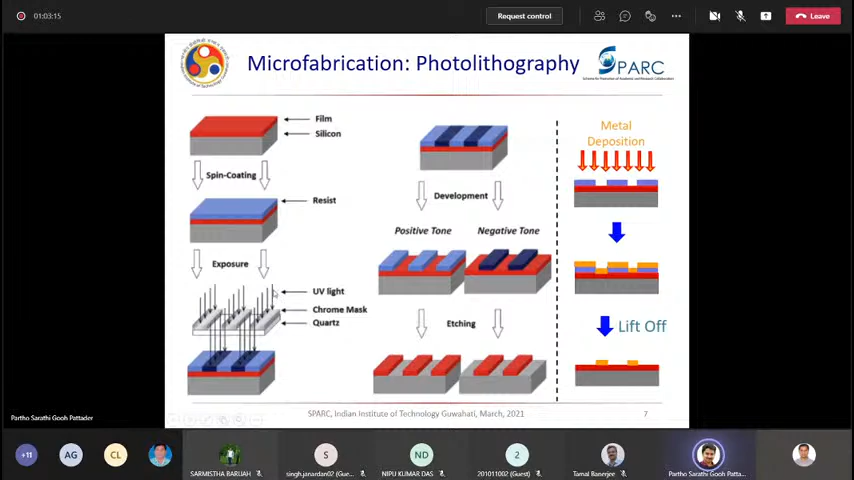 01:03:15
Request control
Leave
Microfabrication: Photolithography
SPARC
Film
Silicon
Spin-Coating
Resist
Exposure
UV light
Chrome Mask
Quartz
Development
Positive Tone
Negative Tone
Etching
Metal
Deposition
Lift Off
SPARC, Indian Institute of Technology Guwahati, March, 2021
7
Partho Sarathi Gooh Pattader
+11
AG
CL
SARMISTHA BARUAH
S
singh.janardan02 (Gue...
ND
NIPU KUMAR DAS
2
201011002 (Guest)
Tamal Banerjee
Partho Sarathi Gooh Patta...